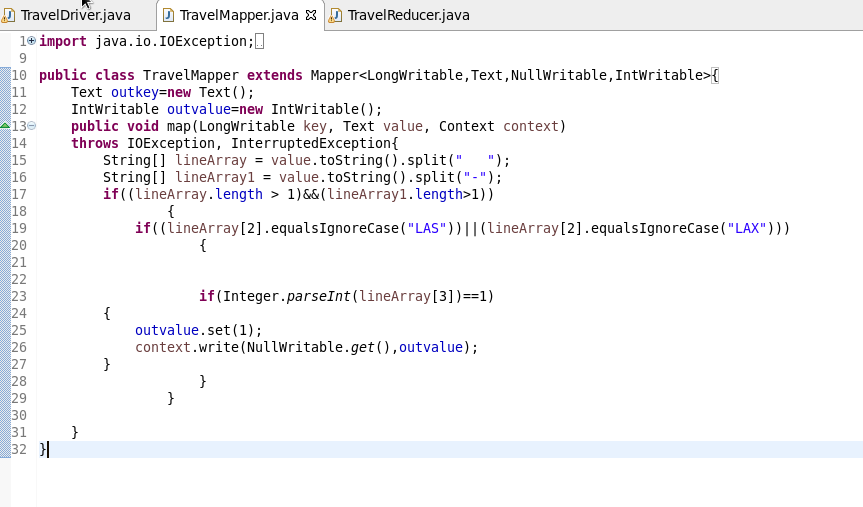 TravelDriver.java TravelMapper.java TravelReducer.java
1 import java.io.IOException;
9
10 public class TravelMapper extends Mapper<LongWritable,Text,NullWritable,IntWritable>{
11 Text outkey=new Text();
12 IntWritable outvalue=new IntWritable();
13 public void map(LongWritable key, Text value, Context context)
14 throws IOException, InterruptedException{
15 String[] lineArray = value.toString().split("   ");
16 String[] lineArray1 = value.toString().split("-");
17 if((lineArray.length > 1)&&(lineArray1.length>1))
18 {
19 if((lineArray[2].equalsIgnoreCase("LAS"))||(lineArray[2].equalsIgnoreCase("LAX")))
20 {
21
22
23 if(Integer.parseInt(lineArray[3])==1)
24 {
25 outvalue.set(1);
26 context.write(NullWritable.get(),outvalue);
27 }
28 }
29 }
30
31 }
32 }